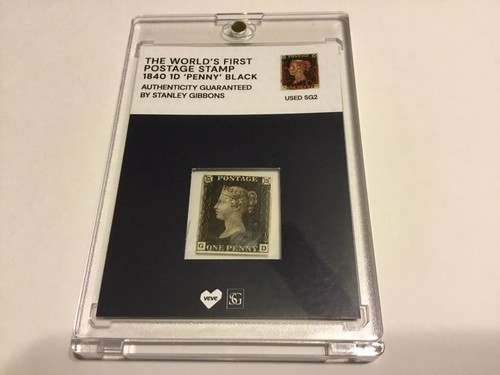 THE WORLD'S FIRST
POSTAGE STAMP
1840 1D 'PENNY' BLACK
AUTHENTICITY GUARANTEED
BY STANLEY GIBBONS
USED SG2
POSTAGE
G ONE PENNY D
veve
SG